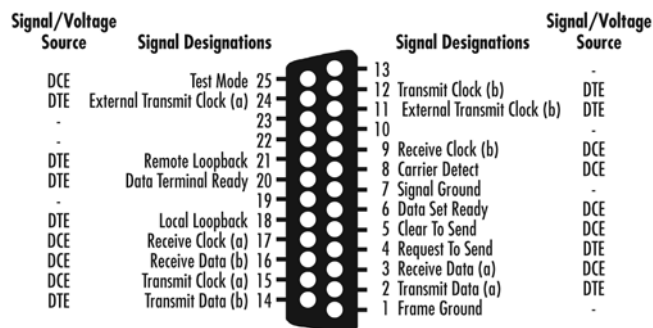 Signal/Voltage Source Signal Designations
DCE Test Mode 25
DTE External Transmit Clock (a) 24
- 23
- 22
DTE Remote Loopback 21
DTE Data Terminal Ready 20
- 19
DTE Local Loopback 18
DCE Receive Clock (a) 17
DCE Receive Data (b) 16
DCE Transmit Clock (a) 15
DTE Transmit Data (b) 14
Signal Designations Signal/Voltage Source
13 -
12 Transmit Clock (b) DTE
11 External Transmit Clock (b) DTE
10 -
9 Receive Clock (b) DCE
8 Carrier Detect DCE
7 Signal Ground -
6 Data Set Ready DCE
5 Clear To Send DCE
4 Request To Send DTE
3 Receive Data (a) DCE
2 Transmit Data (a) DTE
1 Frame Ground -